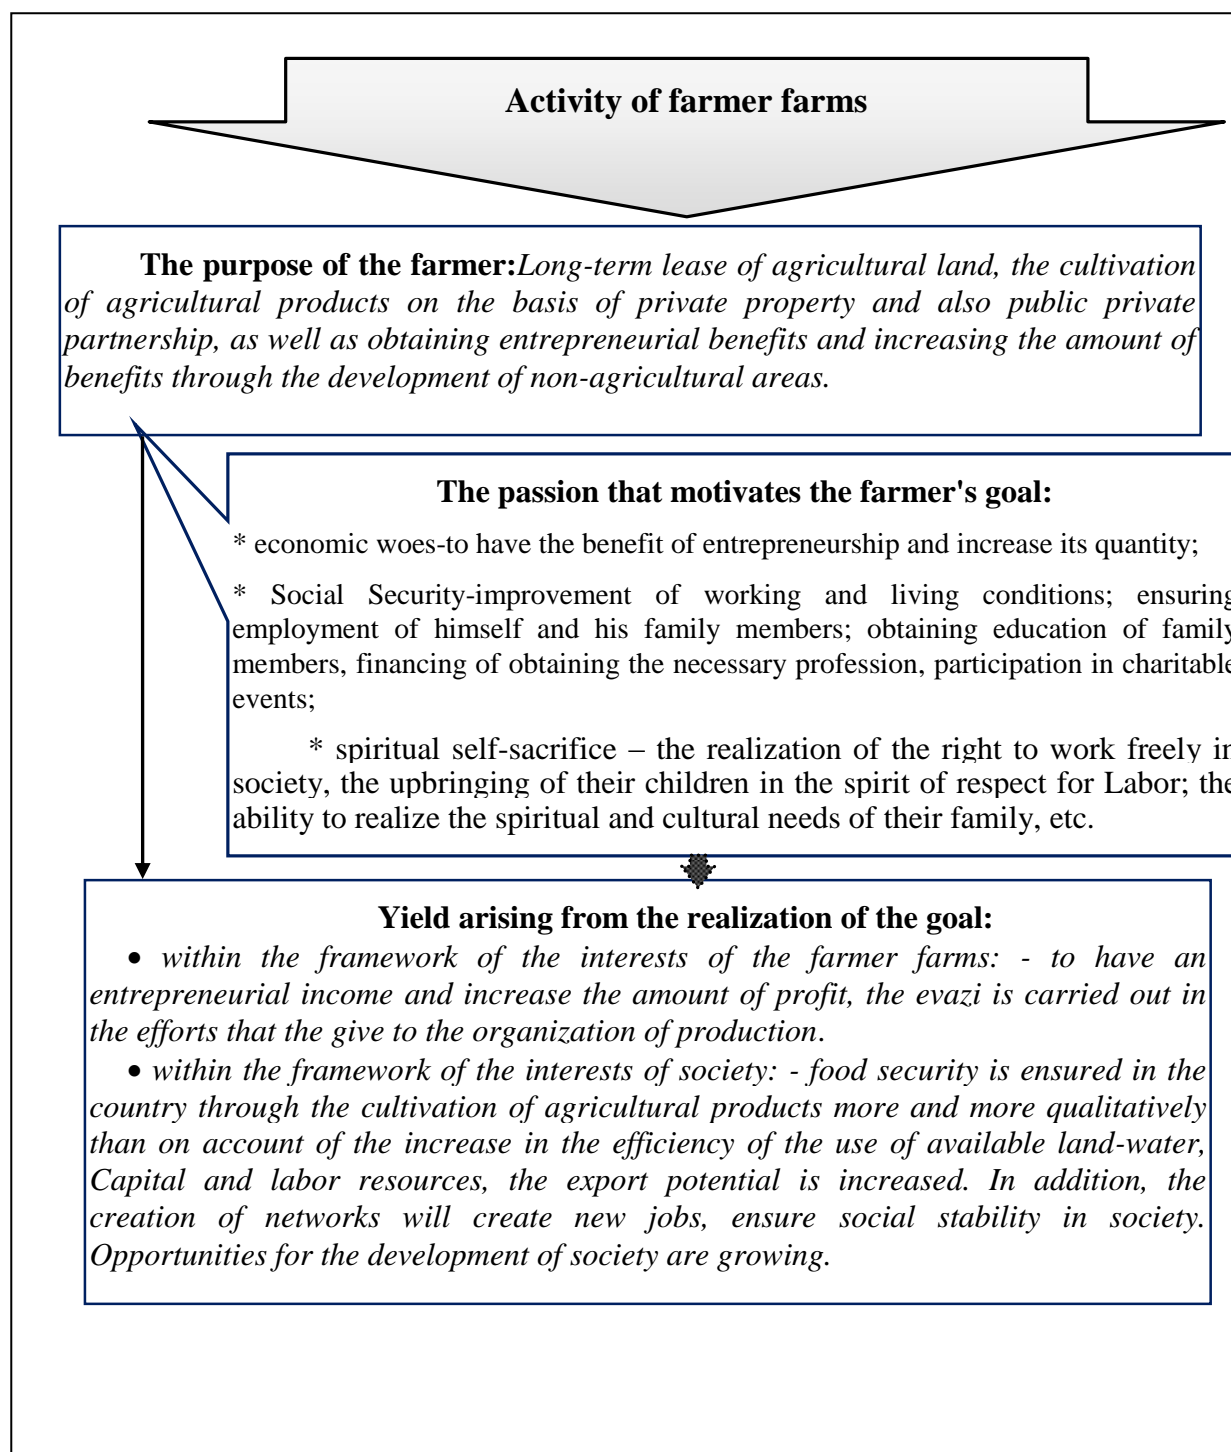 Activity of farmer farms
The purpose of the farmer:Long-term lease of agricultural land, the cultivation
of agricultural products on the basis of private property and also public private
partnership, as well as obtaining entrepreneurial benefits and increasing the amount of
benefits through the development of non-agricultural areas.
The passion that motivates the farmer's goal:
* economic woes-to have the benefit of entrepreneurship and increase its quantity;
* Social Security-improvement of working and living conditions; ensuring
employment of himself and his family members; obtaining education of family
members, financing of obtaining the necessary profession, participation in charitable
events;
* spiritual self-sacrifice – the realization of the right to work freely in
society, the upbringing of their children in the spirit of respect for Labor; the
ability to realize the spiritual and cultural needs of their family, etc.
Yield arising from the realization of the goal:
• within the framework of the interests of the farmer farms: - to have an
entrepreneurial income and increase the amount of profit, the evazi is carried out in
the efforts that the give to the organization of production.
• within the framework of the interests of society: - food security is ensured in the
country through the cultivation of agricultural products more and more qualitatively
than on account of the increase in the efficiency of the use of available land-water,
Capital and labor resources, the export potential is increased. In addition, the
creation of networks will create new jobs, ensure social stability in society.
Opportunities for the development of society are growing.